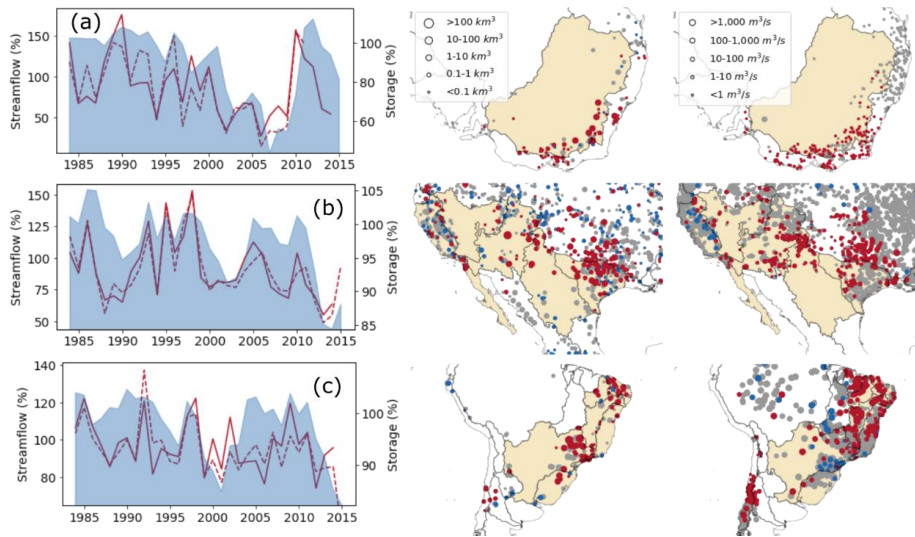 (a)
Streamflow (%)
150
100
50
100
80
60
Storage (%)
1985 1990 1995 2000 2005 2010 2015
>100 km³
10-100 km³
1-10 km³
0.1-1 km³
<0.1 km³
>1,000 m³/s
100-1,000 m³/s
10-100 m³/s
1-10 m³/s
<1 m³/s
(b)
Streamflow (%)
150
125
100
75
50
105
100
95
90
85
Storage (%)
1985 1990 1995 2000 2005 2010 2015
(c)
Streamflow (%)
140
120
100
80
100
90
Storage (%)
1985 1990 1995 2000 2005 2010 2015